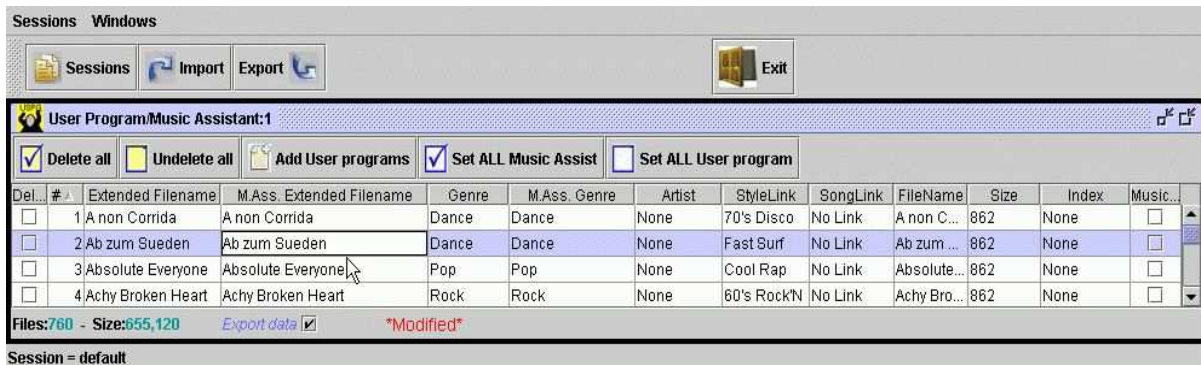 Sessions Windows
Sessions Import Export Exit
USPG
User Program/Music Assistant:1
Delete all Undelete all Add User programs Set ALL Music Assist Set ALL User program
Del... # Extended Filename M.Ass. Extended Filename Genre M.Ass. Genre Artist StyleLink SongLink FileName Size Index Music...
1 A non Corrida A non Corrida Dance Dance None 70's Disco No Link A non C... 862 None
2 Ab zum Sueden Ab zum Sueden Dance Dance None Fast Surf No Link Ab zum ... 862 None
3 Absolute Everyone Absolute Everyone Pop Pop None Cool Rap No Link Absolute... 862 None
4 Achy Broken Heart Achy Broken Heart Rock Rock None 60's Rock'N No Link Achy Bro... 862 None
Files:760 - Size:655,120 Export data *Modified*
Session = default